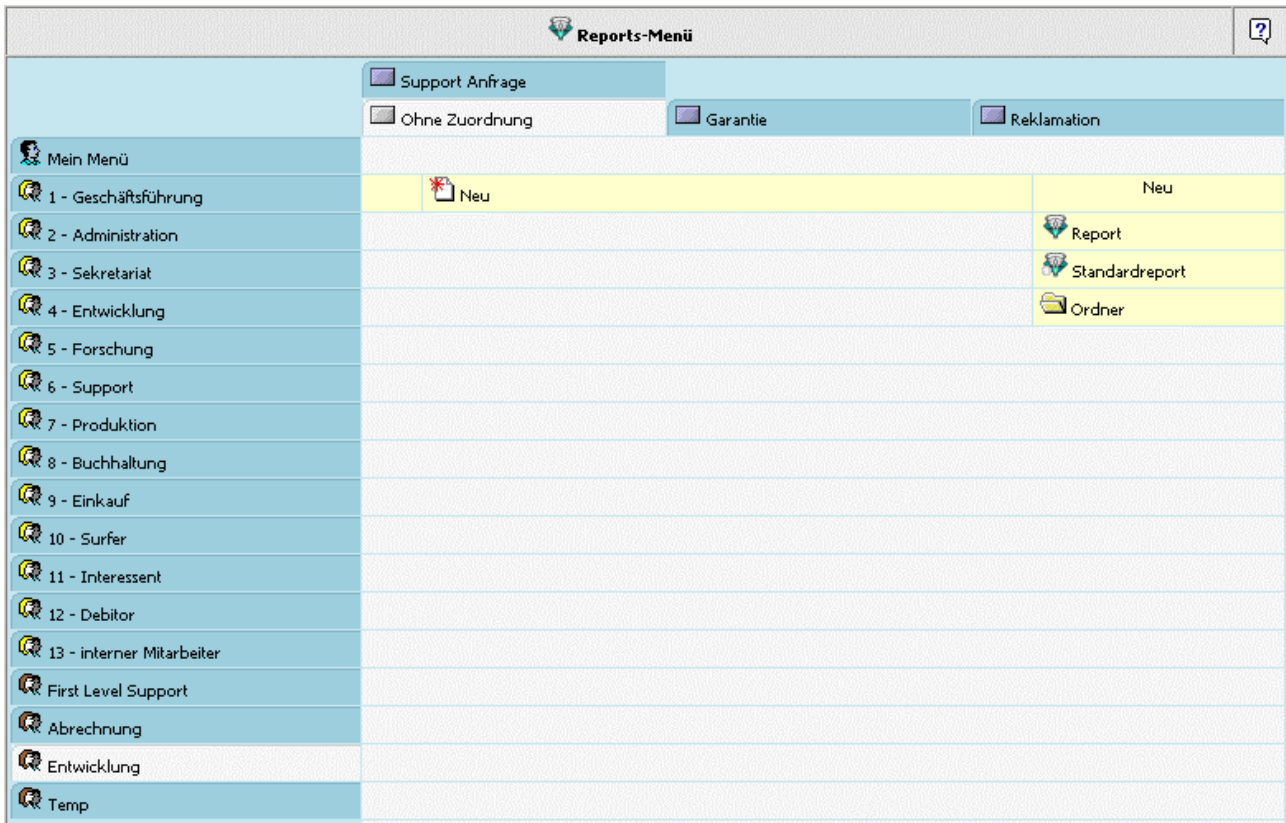 Reports-Menü
Support Anfrage
Ohne Zuordnung Garantie Reklamation
Mein Menü
1 - Geschäftsführung Neu Neu
2 - Administration Report
3 - Sekretariat Standardreport
4 - Entwicklung Ordner
5 - Forschung
6 - Support
7 - Produktion
8 - Buchhaltung
9 - Einkauf
10 - Surfer
11 - Interessent
12 - Debitor
13 - interner Mitarbeiter
First Level Support
Abrechnung
Entwicklung
Temp